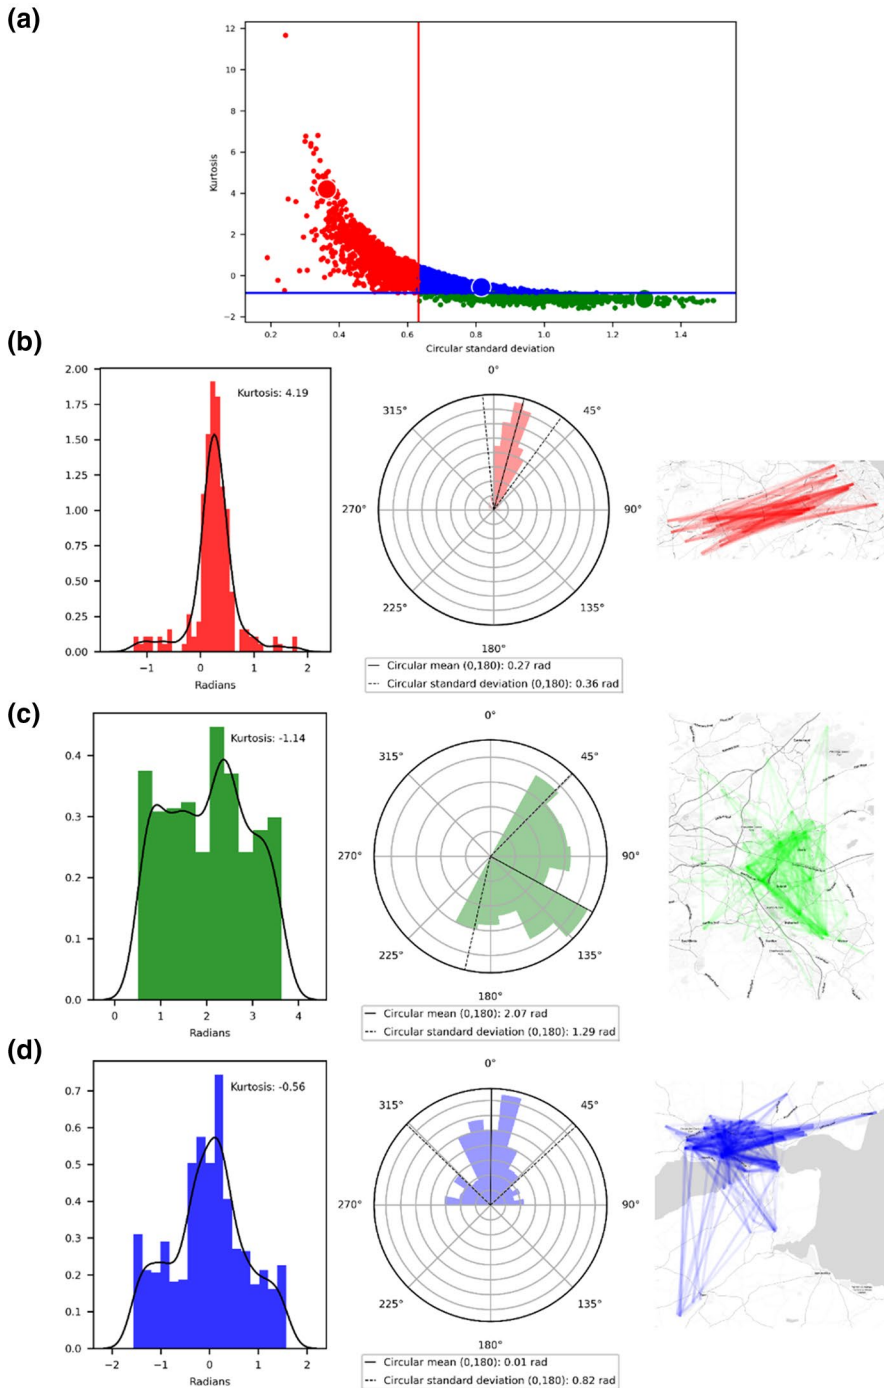 (a)
12
10
8
6
4
2
0
−2
Kurtosis
0.2 0.4 0.6 0.8 1.0 1.2 1.4
Circular standard deviation
(b)
2.00
1.75
1.50
1.25
1.00
0.75
0.50
0.25
0.00
Kurtosis: 4.19
−1 0 1 2
Radians
0°
45°
90°
135°
180°
225°
270°
315°
Circular mean (0,180): 0.27 rad
Circular standard deviation (0,180): 0.36 rad
(c)
0.4
0.3
0.2
0.1
0.0
Kurtosis: -1.14
0 1 2 3 4
Radians
0°
45°
90°
135°
180°
225°
270°
315°
Circular mean (0,180): 2.07 rad
Circular standard deviation (0,180): 1.29 rad
(d)
0.7
0.6
0.5
0.4
0.3
0.2
0.1
0.0
Kurtosis: -0.56
−2 −1 0 1 2
Radians
0°
45°
90°
135°
180°
225°
270°
315°
Circular mean (0,180): 0.01 rad
Circular standard deviation (0,180): 0.82 rad